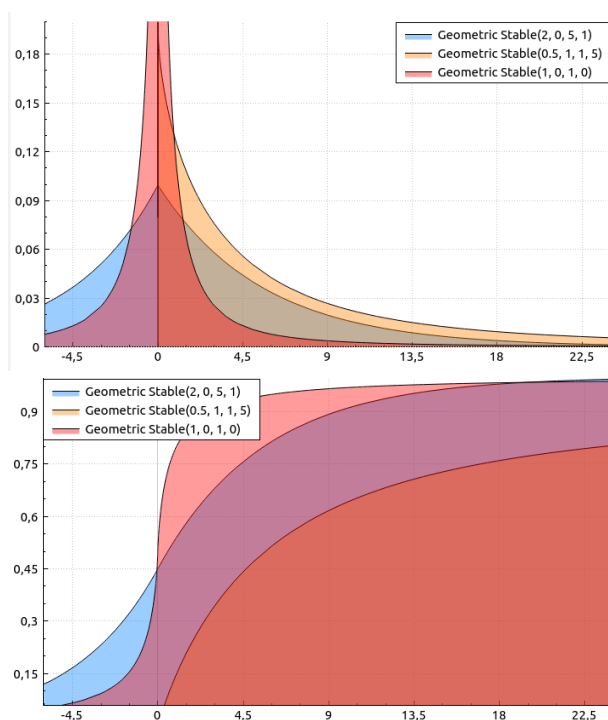 0,18
0,15
0,12
0,09
0,06
0,03
0
Geometric Stable(2, 0, 5, 1)
Geometric Stable(0.5, 1, 1, 5)
Geometric Stable(1, 0, 1, 0)
-4,5 0 4,5 9 13,5 18 22,5
Geometric Stable(2, 0, 5, 1)
Geometric Stable(0.5, 1, 1, 5)
Geometric Stable(1, 0, 1, 0)
0,9
0,75
0,6
0,45
0,3
0,15
-4,5 0 4,5 9 13,5 18 22,5